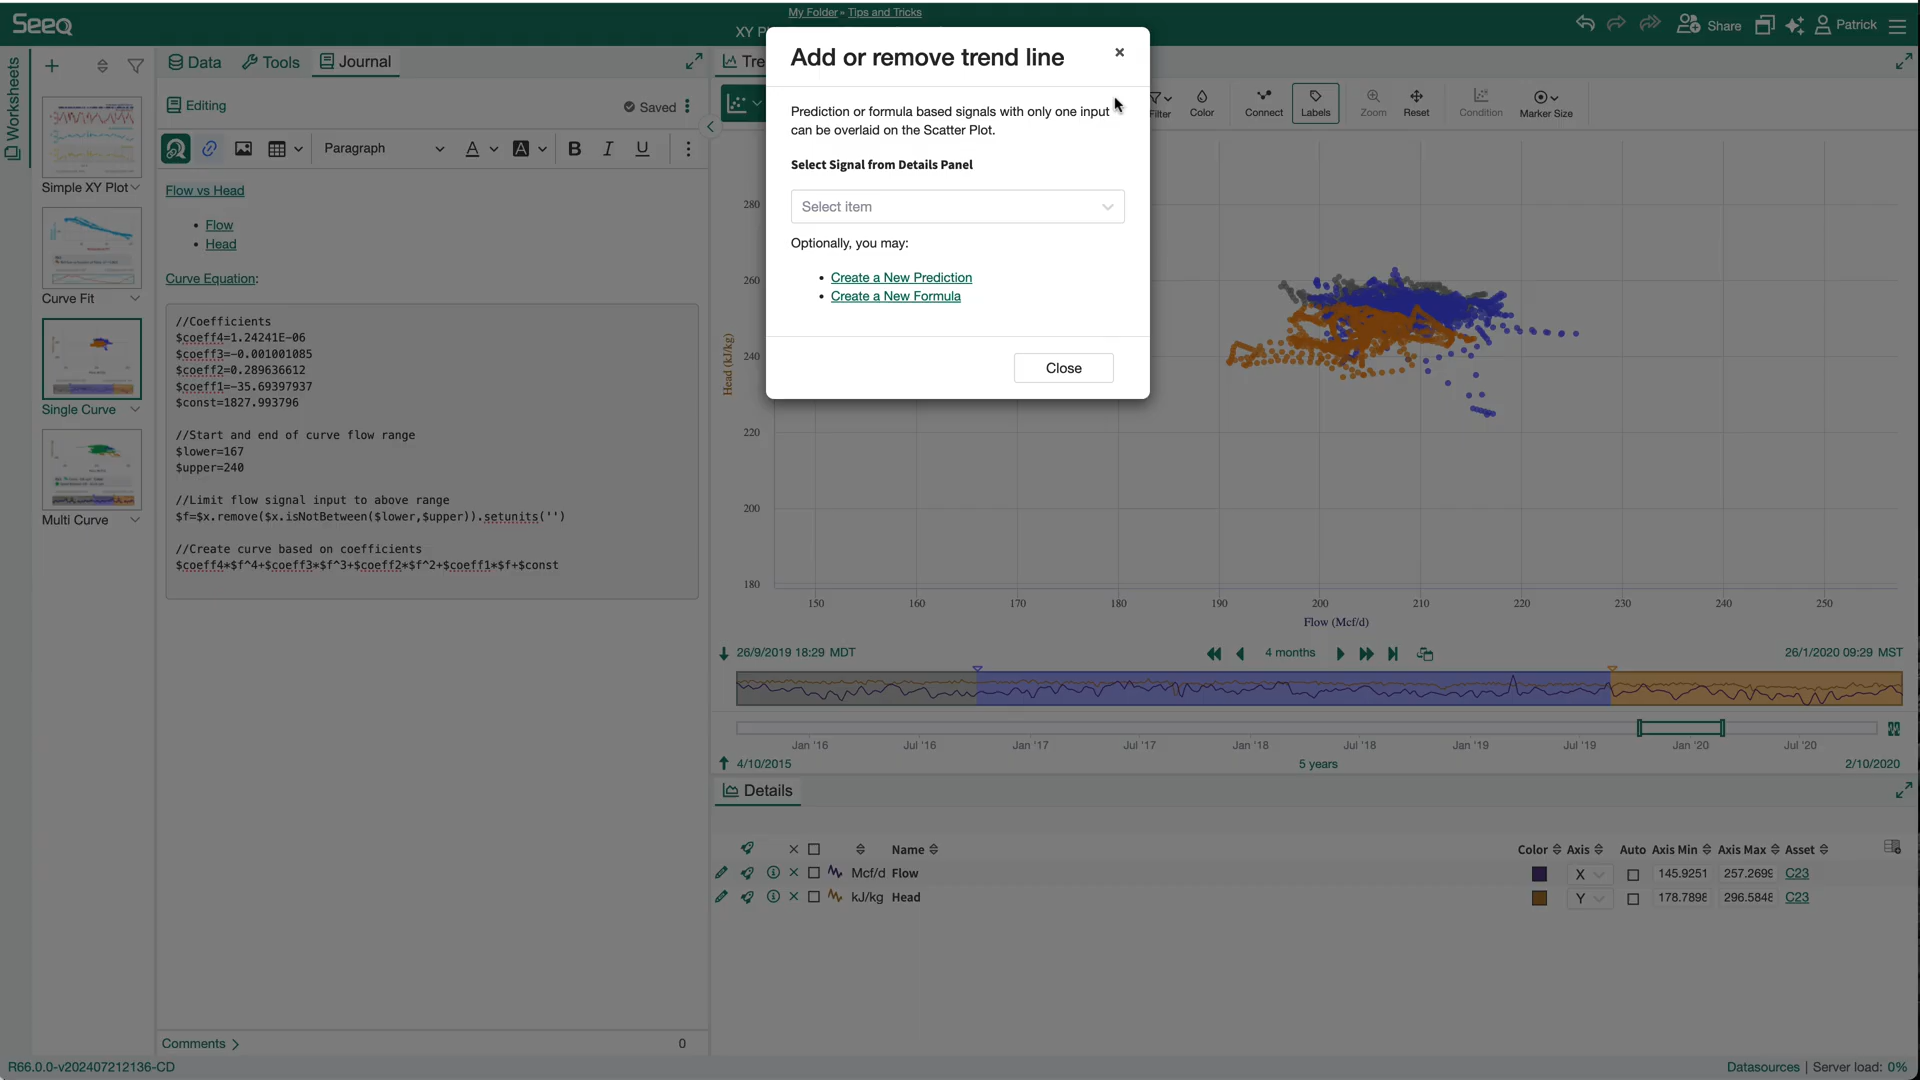 Seeq
My Folder » Tips and Tricks
XY P
Share
Patrick
Worksheets
Simple XY Plot
Curve Fit
Single Curve
Multi Curve
Data
Tools
Journal
Editing
Saved
Paragraph
A
A
B
I
U
Flow vs Head
• Flow
• Head
Curve Equation:
//Coefficients
$coeff4=1.24241E-06
$coeff3=-0.001001085
$coeff2=0.289636612
$coeff1=-35.69397937
$const=1827.993796
//Start and end of curve flow range
$lower=167
$upper=240
//Limit flow signal input to above range
$f=$x.remove($x.isNotBetween($lower,$upper)).setunits('')
//Create curve based on coefficients
$coeff4*$f^4+$coeff3*$f^3+$coeff2*$f^2+$coeff1*$f+$const
Comments
0
Tre
Filter
Color
Connect
Labels
Zoom
Reset
Condition
Marker Size
Add or remove trend line
Prediction or formula based signals with only one input
can be overlaid on the Scatter Plot.
Select Signal from Details Panel
Select item
Optionally, you may:
• Create a New Prediction
• Create a New Formula
Close
280
260
240
220
200
180
Head (kJ/kg)
150 160 170 180 190 200 210 220 230 240 250
Flow (Mcf/d)
26/9/2019 18:29 MDT
4 months
26/1/2020 09:29 MST
Jan '16 Jul '16 Jan '17 Jul '17 Jan '18 Jul '18 Jan '19 Jul '19 Jan '20 Jul '20
4/10/2015
5 years
2/10/2020
Details
Name Color Axis Auto Axis Min Axis Max Asset
Mcf/d Flow X 145.9251 257.2699 C23
kJ/kg Head Y 178.7898 296.5848 C23
R66.0.0-v202407212136-CD
Datasources | Server load: 0%